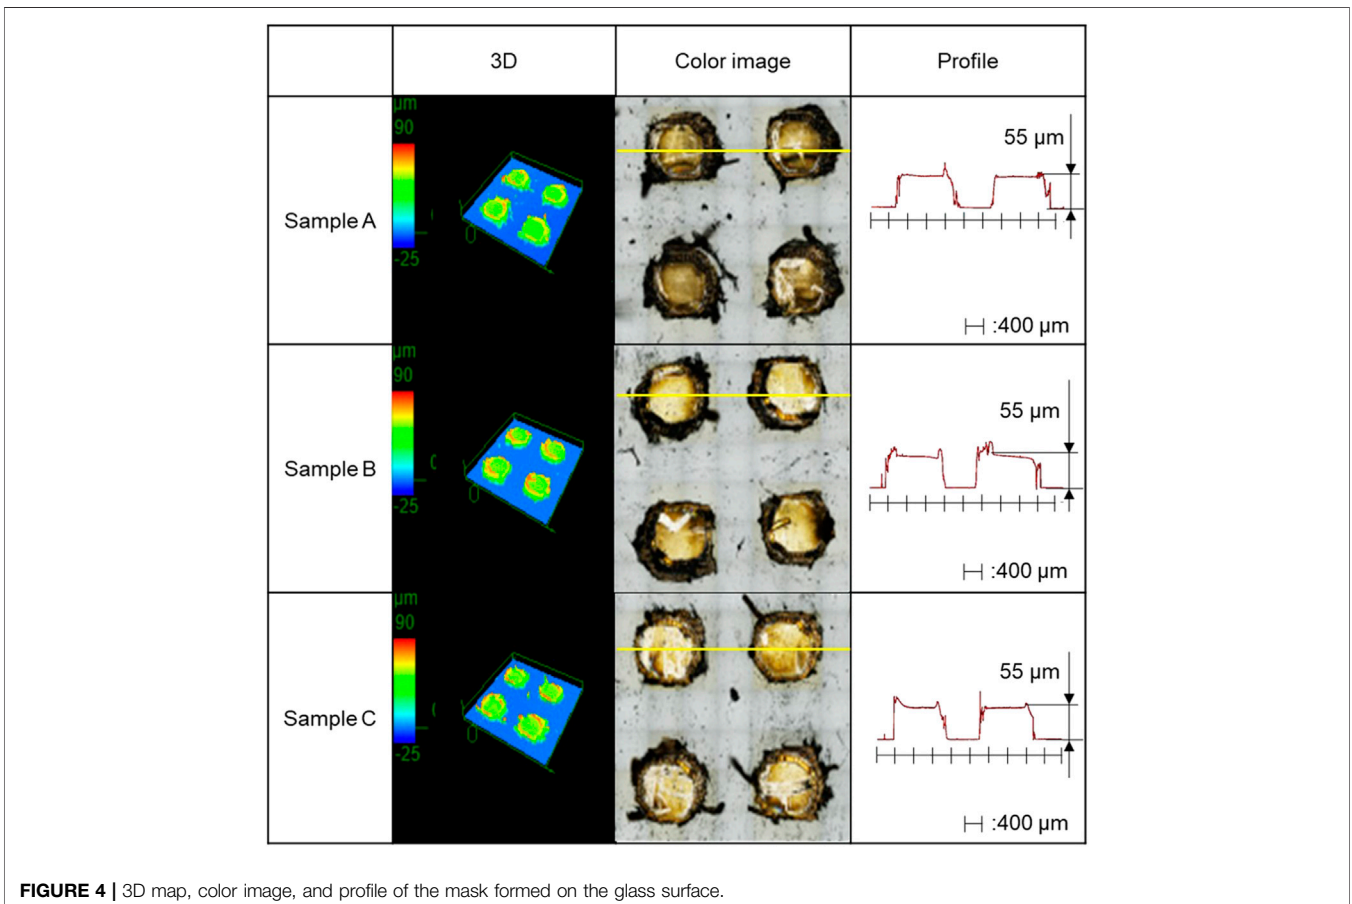 3D Color image Profile
Sample A
µm
90
-25
0
55 µm
:400 µm
Sample B
µm
90
-25
0
55 µm
:400 µm
Sample C
µm
90
-25
0
55 µm
:400 µm
FIGURE 4 | 3D map, color image, and profile of the mask formed on the glass surface.